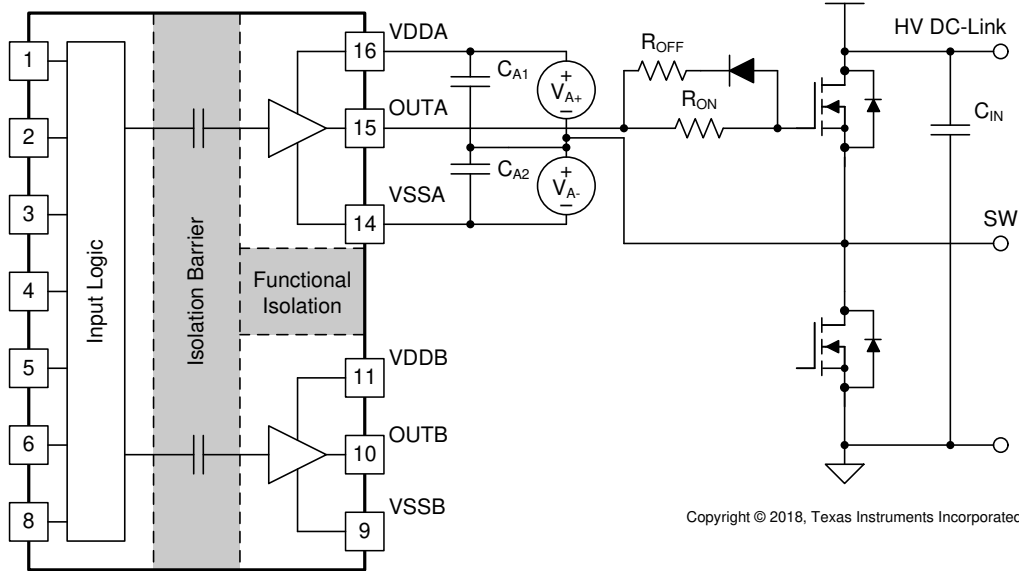 1
2
3
4
5
6
8
Input Logic
Isolation Barrier
Functional
Isolation
16
15
14
11
10
9
VDDA
OUTA
VSSA
VDDB
OUTB
VSSB
CA1
CA2
+
VA+
–
+
VA-
–
ROFF
RON
CIN
HV DC-Link
SW
Copyright © 2018, Texas Instruments Incorporated